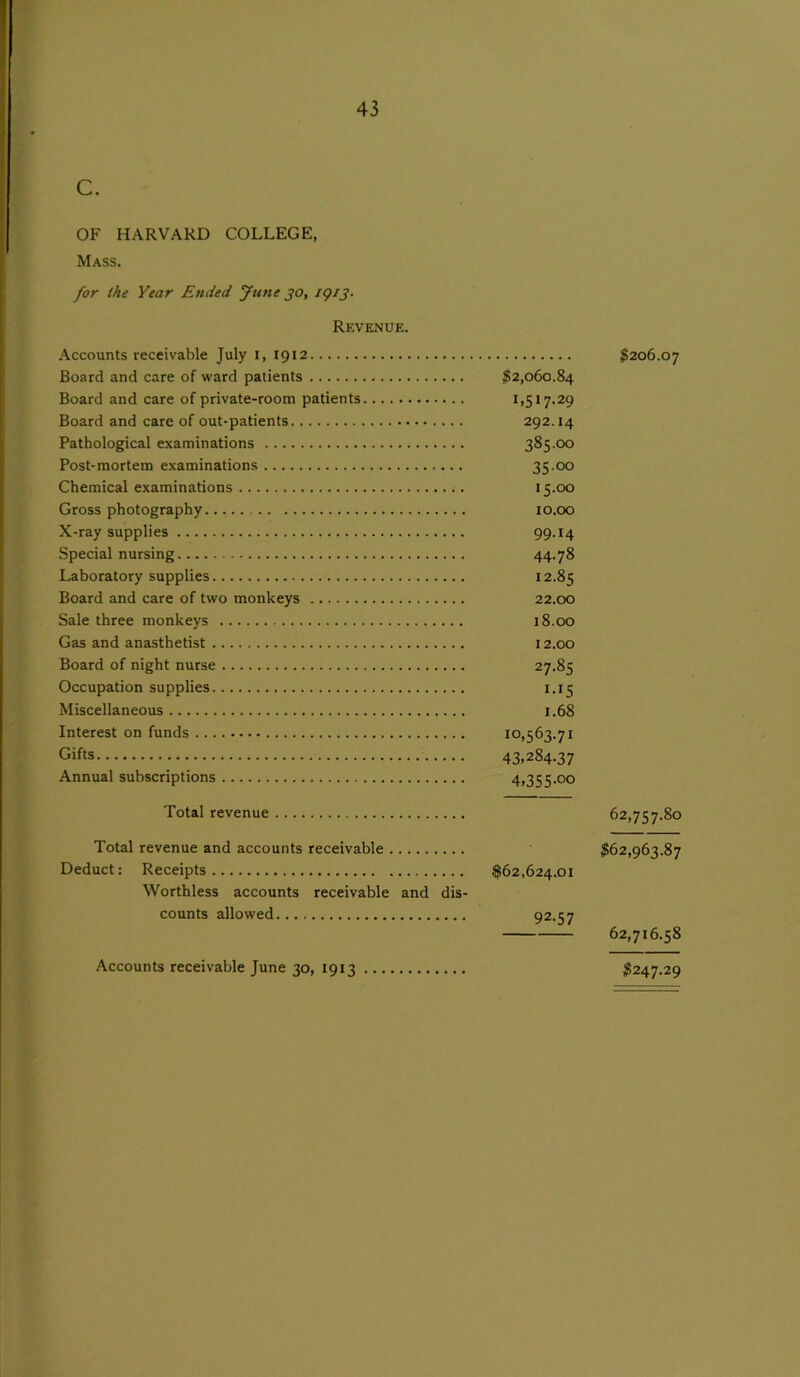 43
C.
OF HARVARD COLLEGE,
MASS.
for the Year Ended June 30, 1913.
REVENUE.
Accounts receivable July 1, 1912 $206.07
Board and care of ward patients $2,060.84
Board and care of private-room patients 1,517.29
Board and care of out-patients 292.14
Pathological examinations 385.00
Post-mortem examinations 35.00
Chemical examinations 15.00
Gross photography 10.00
X-ray supplies 99.14
Special nursing 44.78
Laboratory supplies 12.85
Board and care of two monkeys 22.00
Sale three monkeys 18.00
Gas and anasthetist 12.00
Board of night nurse 27.85
Occupation supplies 1.15
Miscellaneous 1.68
Interest on funds 10,563.71
Gifts 43,284.37
Annual subscriptions 4,355.00
Total revenue 62,757.80
Total revenue and accounts receivable $62,963.87
Deduct: Receipts $62,624.01
Worthless accounts receivable and dis-
counts allowed 92.57
62,716.58
Accounts receivable June 30, 1913 $247.29